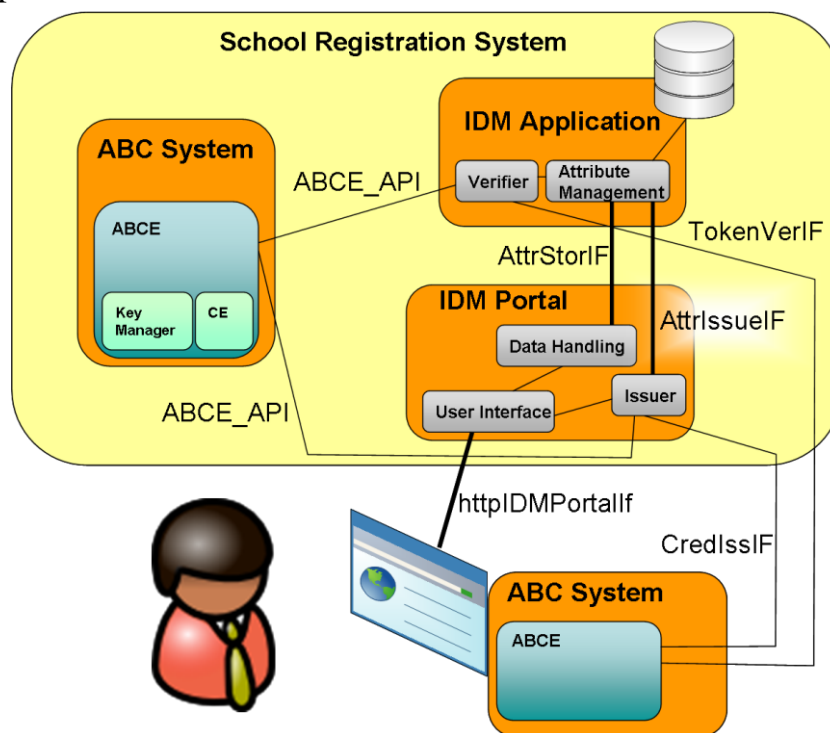 School Registration System
IDM Application
ABC System
Verifier
Attribute
Management
ABCE_API
ABCE
TokenVerIF
AttrStorIF
IDM Portal
Key
Manager
CE
AttrIssueIF
Data Handling
Issuer
User Interface
ABCE_API
httpIDMPortalIf
CredIssIF
ABC System
ABCE